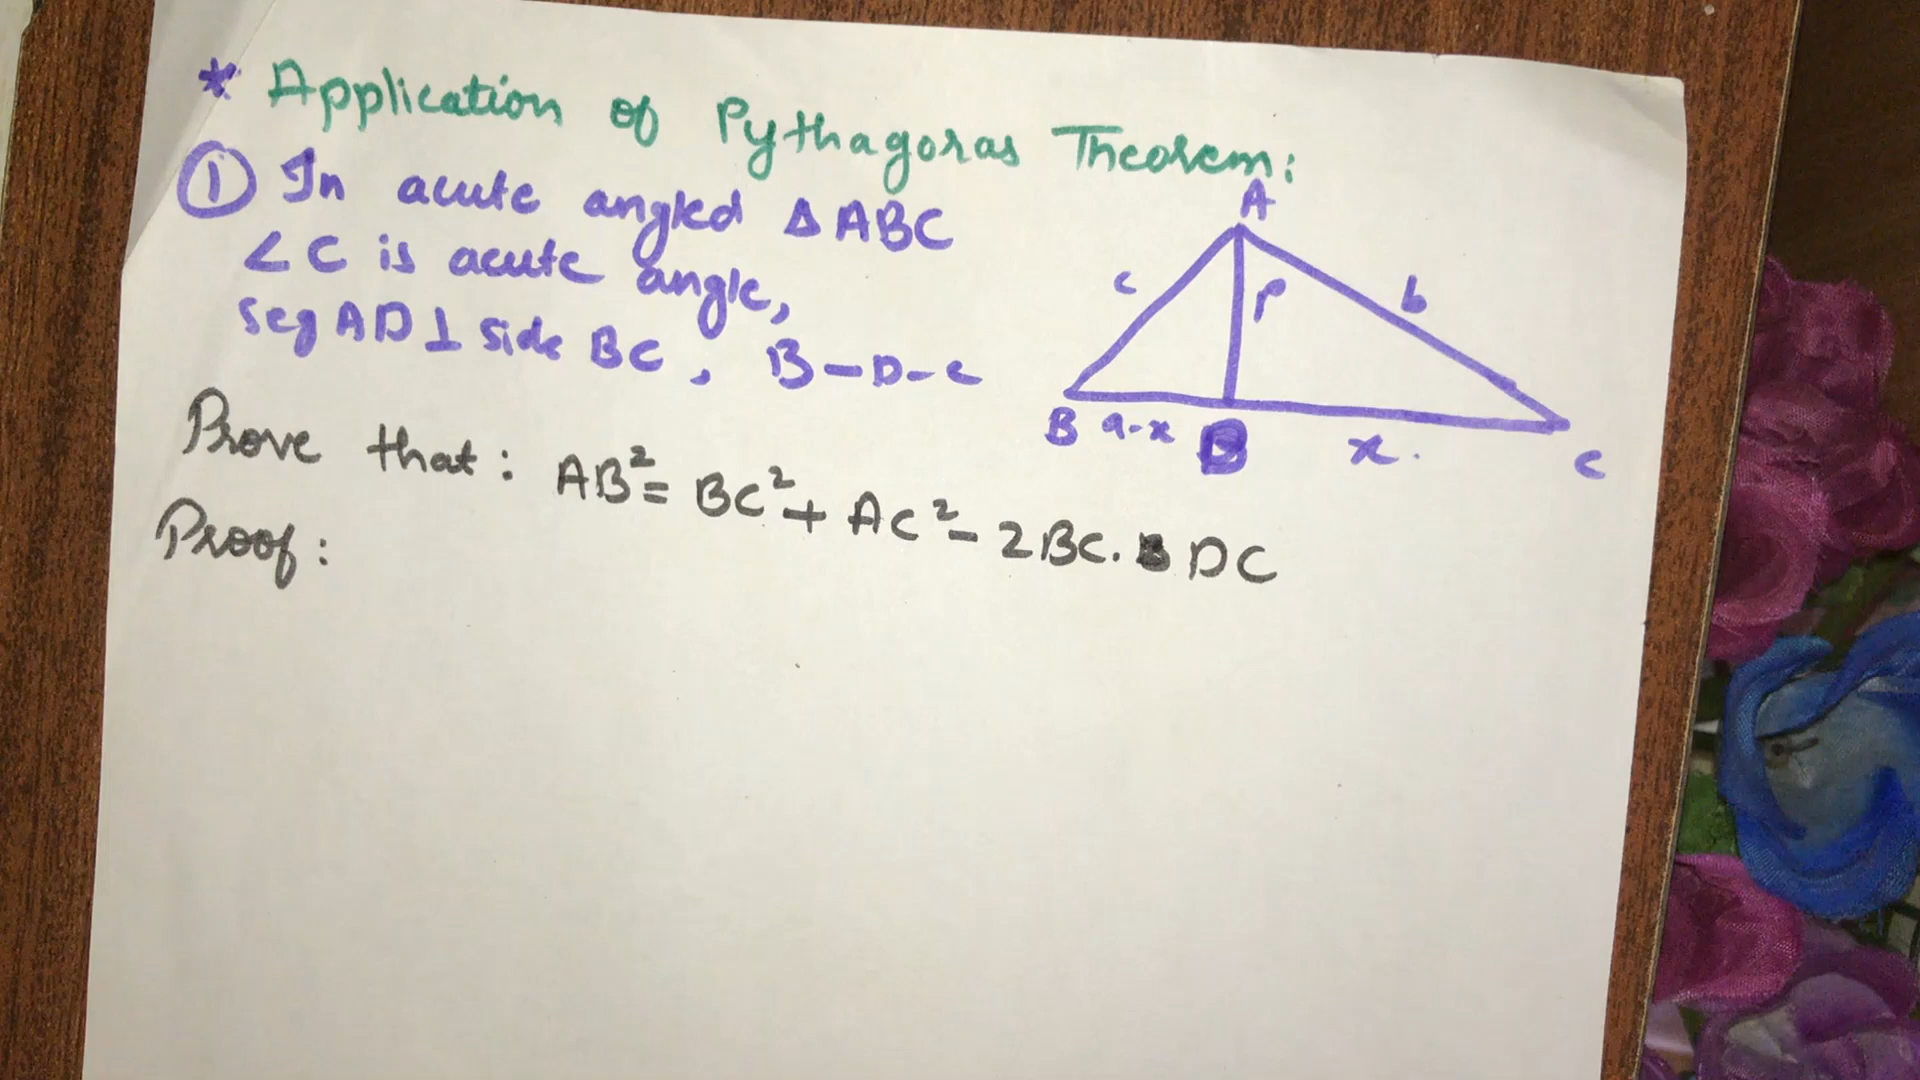 * Application of Pythagoras Theorem:
① In acute angled △ABC
∠C is acute angle,
seg AD ⊥ side BC, B-D-C
A
c
p
b
B a-x D x. c
Prove that: AB² = BC² + AC² - 2BC. DC
Proof: